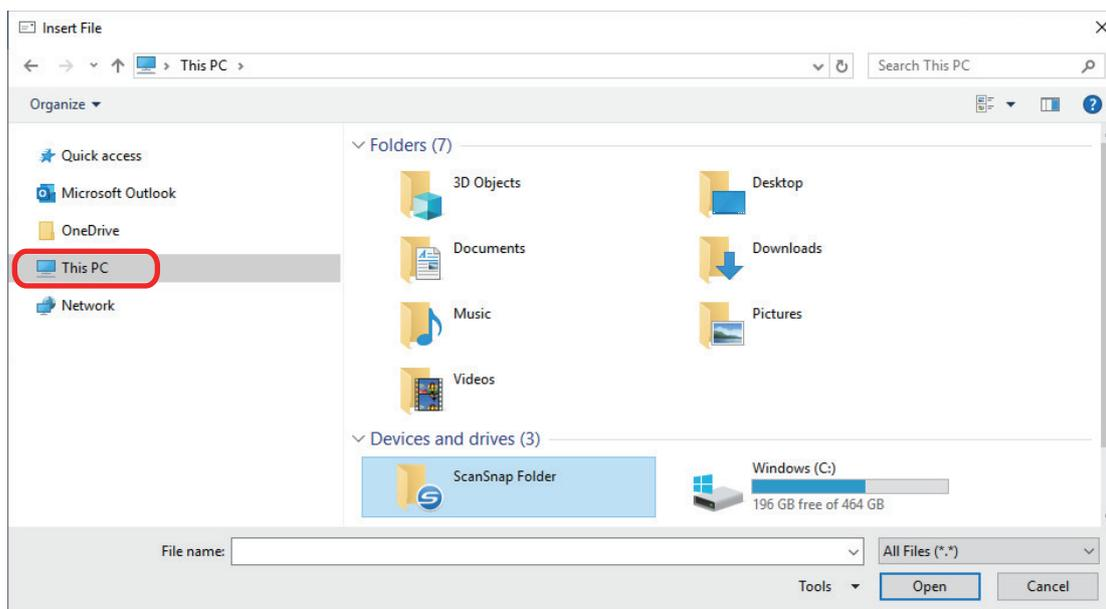 Insert File
This PC
Search This PC
Organize
Quick access
Microsoft Outlook
OneDrive
This PC
Network
Folders (7)
3D Objects
Desktop
Documents
Downloads
Music
Pictures
Videos
Devices and drives (3)
ScanSnap Folder
Windows (C:)
196 GB free of 464 GB
File name:
All Files (*.*)
Tools
Open
Cancel